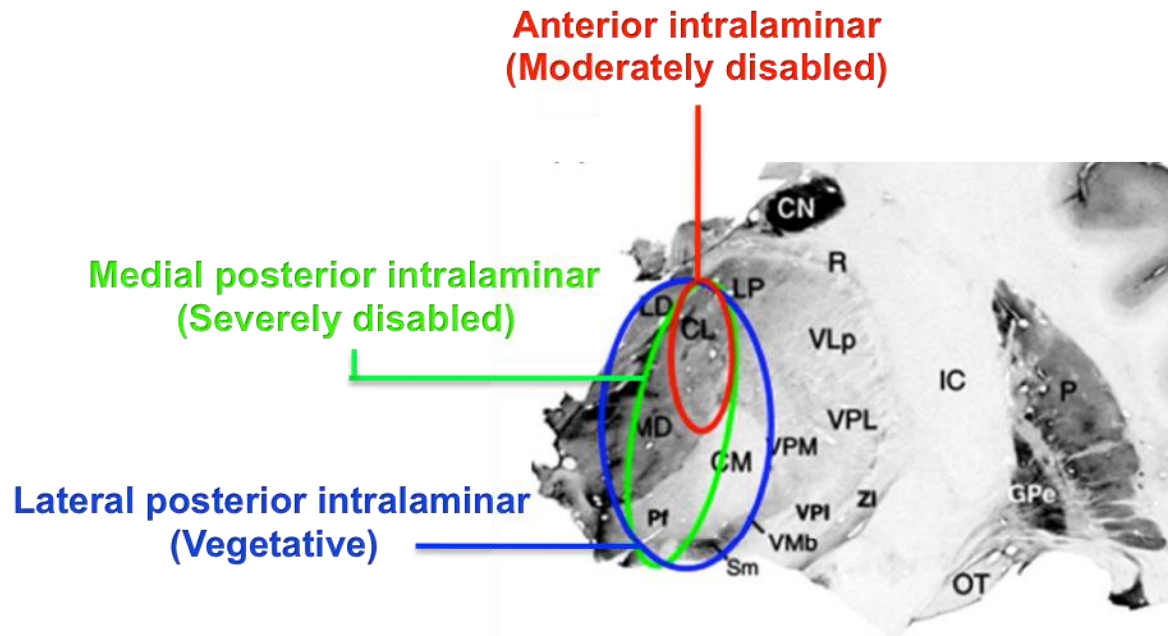 Anterior intralaminar
(Moderately disabled)
CN
R
Medial posterior intralaminar
(Severely disabled)
LP
LD
CL
VLp
IC
P
MD
VPL
VPM
CM
Lateral posterior intralaminar
(Vegetative)
GPe
ZI
Pf
VPI
VMb
Sm
OT